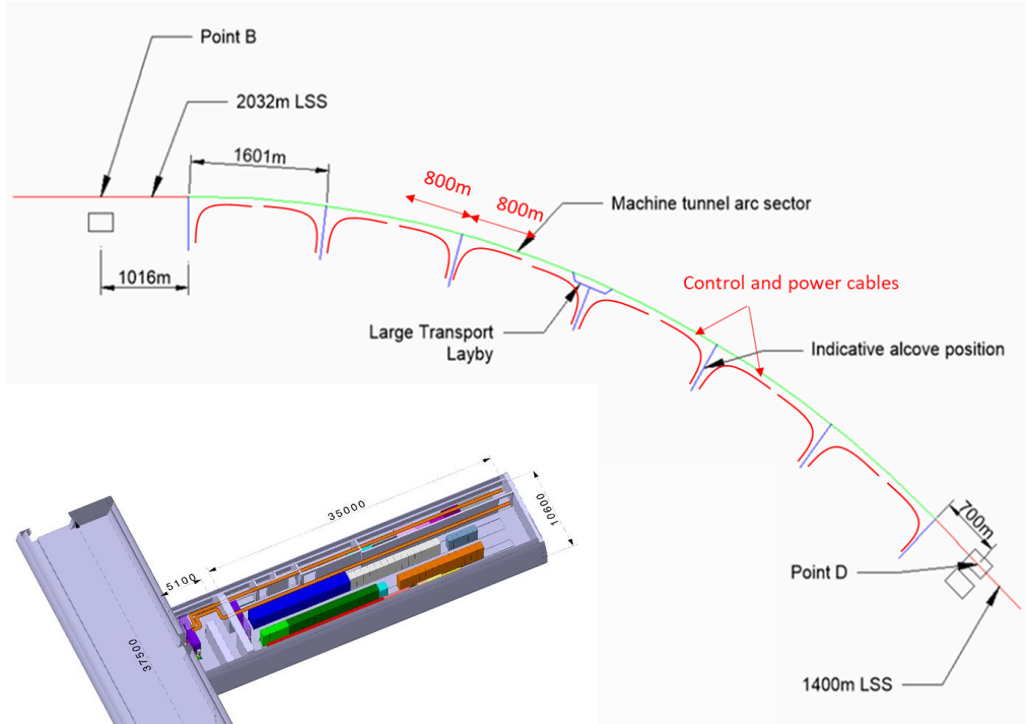 Point B
2032m LSS
1601m
800m
800m
Machine tunnel arc sector
1016m
Control and power cables
Large Transport
Layby
Indicative alcove position
35000
10600
5100
37500
700m
Point D
1400m LSS